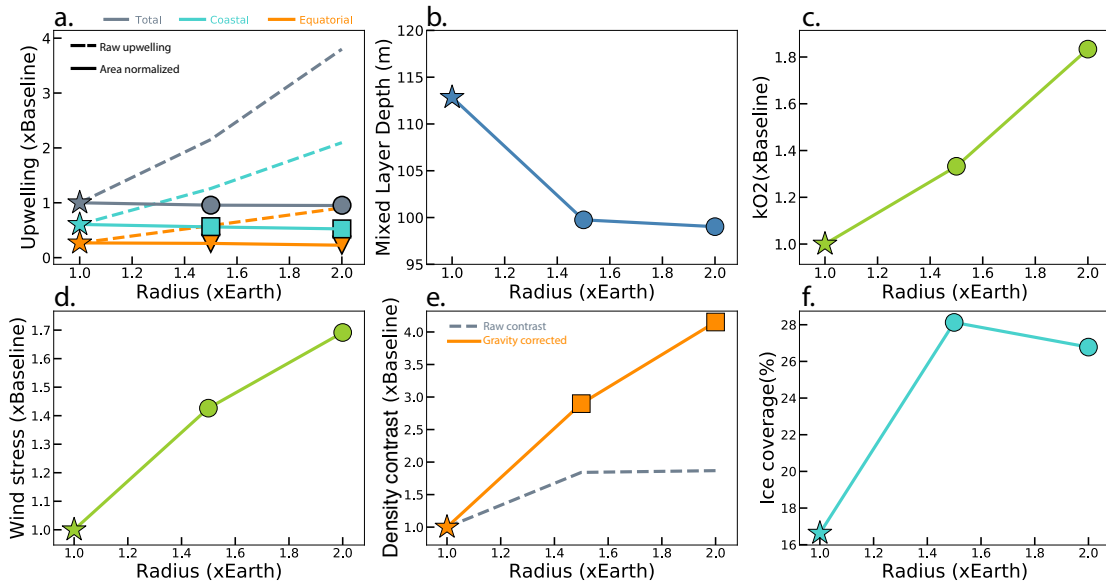 a.
Total
Coastal
Equatorial
Raw upwelling
Area normalized
Upwelling (xBaseline)
4
3
2
1
0
1.0 1.2 1.4 1.6 1.8 2.0
Radius (xEarth)
b.
Mixed Layer Depth (m)
120
115
110
105
100
95
1.0 1.2 1.4 1.6 1.8 2.0
Radius (xEarth)
c.
kO2(xBaseline)
1.8
1.6
1.4
1.2
1.0
1.0 1.2 1.4 1.6 1.8 2.0
Radius (xEarth)
d.
Wind stress (xBaseline)
1.7
1.6
1.5
1.4
1.3
1.2
1.1
1.0
1.0 1.2 1.4 1.6 1.8 2.0
Radius (xEarth)
e.
Raw contrast
Gravity corrected
Density contrast (xBaseline)
4.0
3.5
3.0
2.5
2.0
1.5
1.0
1.0 1.2 1.4 1.6 1.8 2.0
Radius (xEarth)
f.
Ice coverage(%)
28
26
24
22
20
18
16
1.0 1.2 1.4 1.6 1.8 2.0
Radius (xEarth)